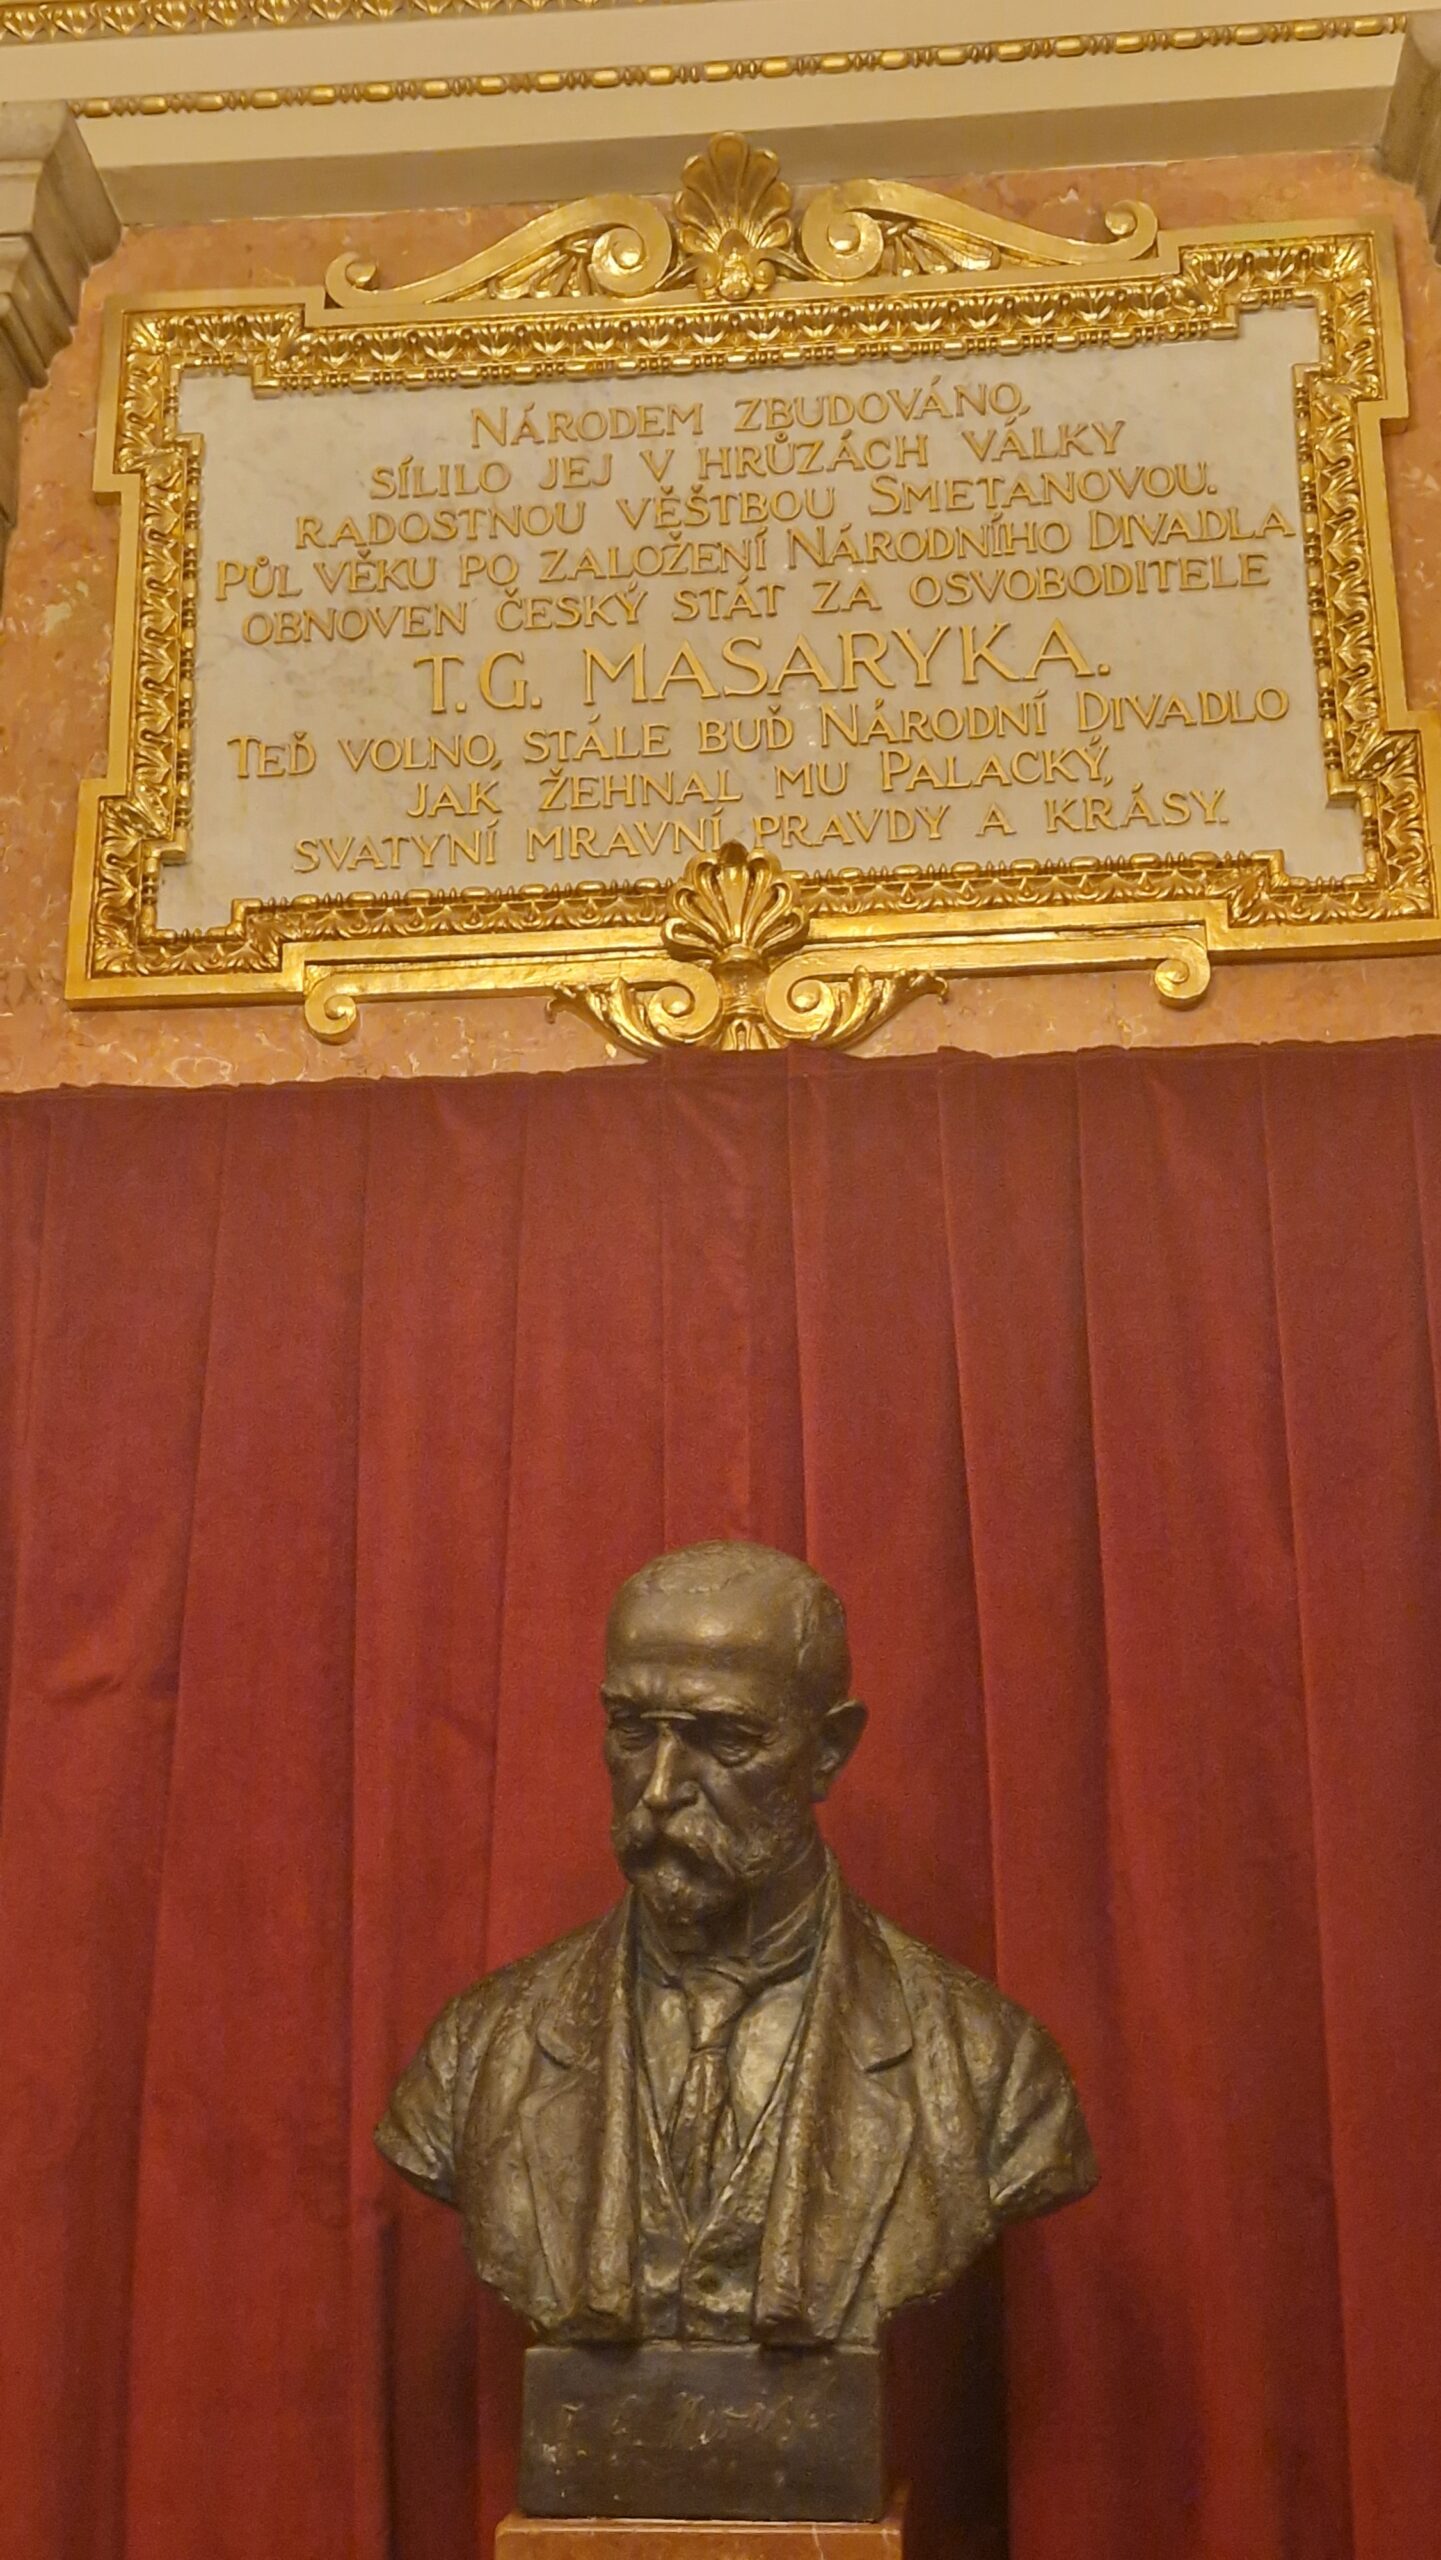 NÁRODEM ZBUDOVÁNO,
SÍLILO JEJ V HRŮZÁCH VÁLKY
RADOSTNOU VĚŠTBOU SMETANOVOU.
PŮL VĚKU PO ZALOŽENÍ NÁRODNÍHO DIVADLA
OBNOVEN ČESKÝ STÁT ZA OSVOBODITELE
T.G. MASARYKA.
TEĎ VOLNO, STÁLE BUĎ NÁRODNÍ DIVADLO
JAK ŽEHNAL MU PALACKÝ,
SVATYNÍ MRAVNÍ PRAVDY A KRÁSY.